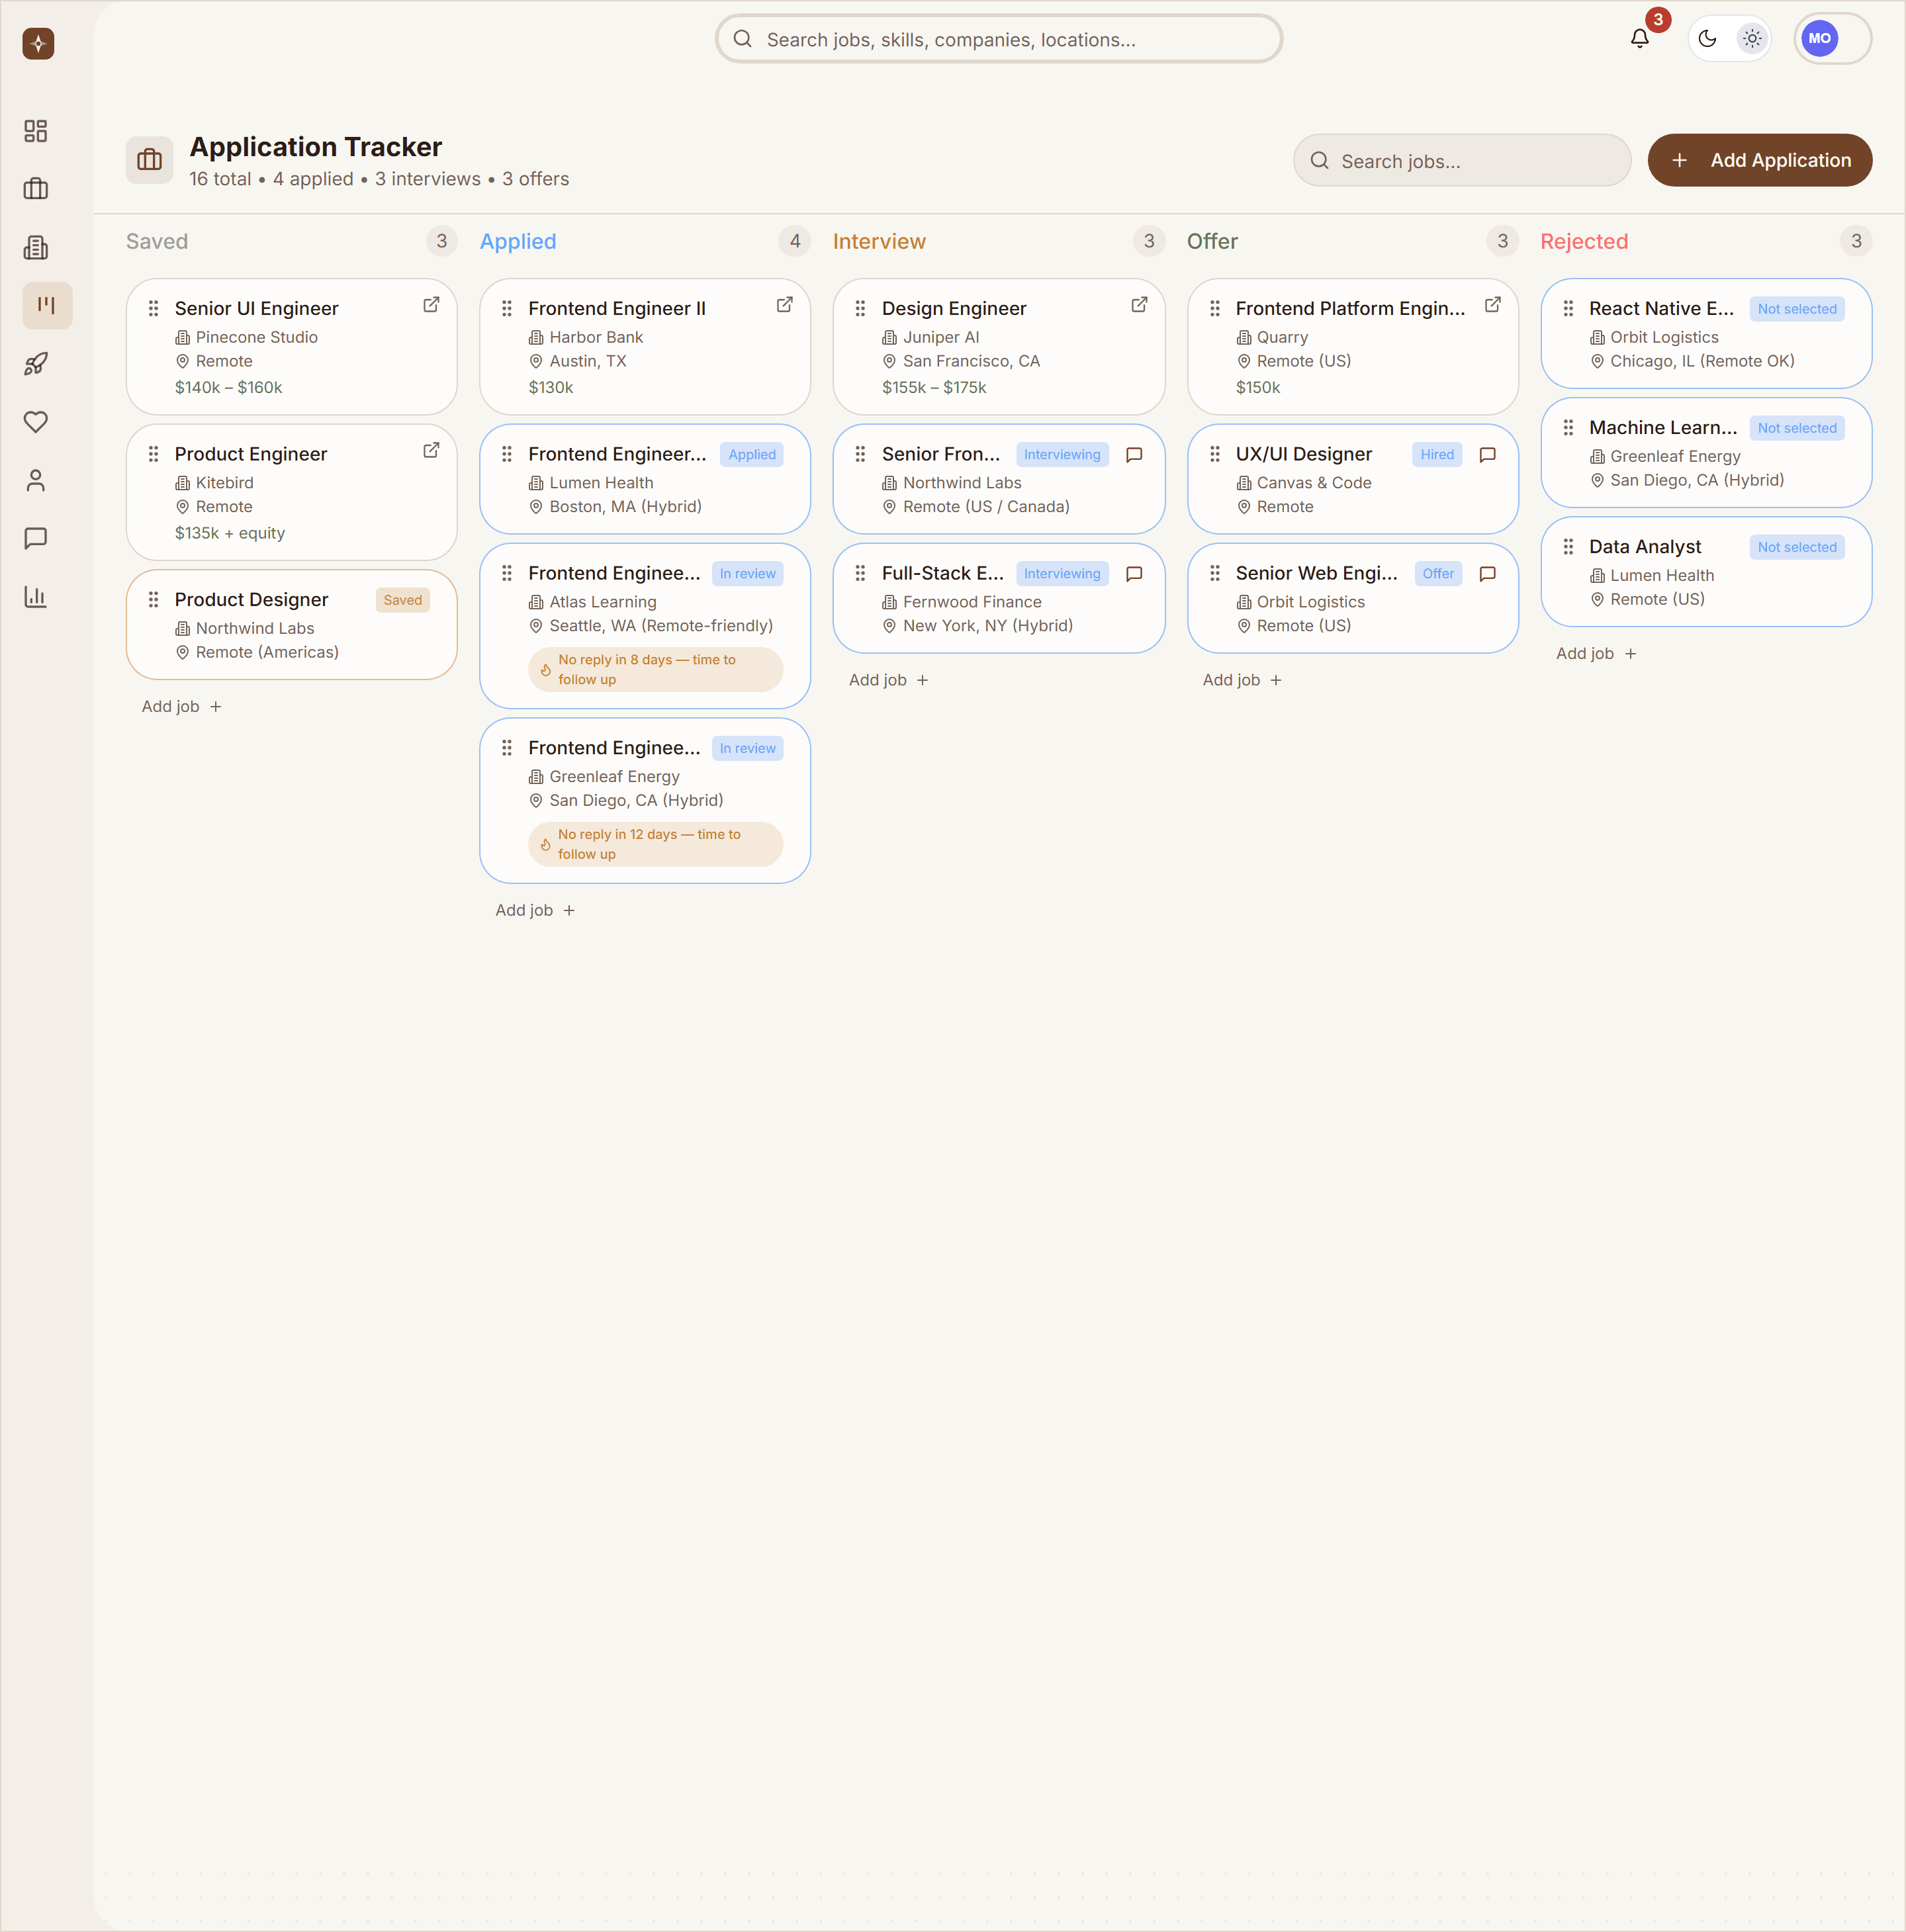 Search jobs, skills, companies, locations...
3
MO
Application Tracker
16 total • 4 applied • 3 interviews • 3 offers
Search jobs...
Add Application
Saved
3
Senior UI Engineer
Pinecone Studio
Remote
$140k – $160k
Product Engineer
Kitebird
Remote
$135k + equity
Product Designer
Saved
Northwind Labs
Remote (Americas)
Add job
Applied
4
Frontend Engineer II
Harbor Bank
Austin, TX
$130k
Frontend Engineer...
Applied
Lumen Health
Boston, MA (Hybrid)
Frontend Enginee...
In review
Atlas Learning
Seattle, WA (Remote-friendly)
No reply in 8 days — time to
follow up
Frontend Enginee...
In review
Greenleaf Energy
San Diego, CA (Hybrid)
No reply in 12 days — time to
follow up
Add job
Interview
3
Design Engineer
Juniper AI
San Francisco, CA
$155k – $175k
Senior Fron...
Interviewing
Northwind Labs
Remote (US / Canada)
Full-Stack E...
Interviewing
Fernwood Finance
New York, NY (Hybrid)
Add job
Offer
3
Frontend Platform Engin...
Quarry
Remote (US)
$150k
UX/UI Designer
Hired
Canvas & Code
Remote
Senior Web Engi...
Offer
Orbit Logistics
Remote (US)
Add job
Rejected
3
React Native E...
Not selected
Orbit Logistics
Chicago, IL (Remote OK)
Machine Learn...
Not selected
Greenleaf Energy
San Diego, CA (Hybrid)
Data Analyst
Not selected
Lumen Health
Remote (US)
Add job